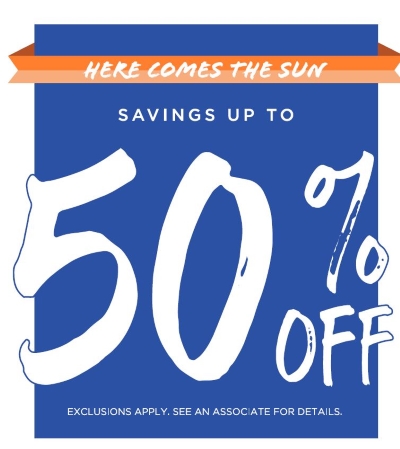 HERE COMES THE SUN
SAVINGS UP TO
50%
OFF
EXCLUSIONS APPLY. SEE AN ASSOCIATE FOR DETAILS.